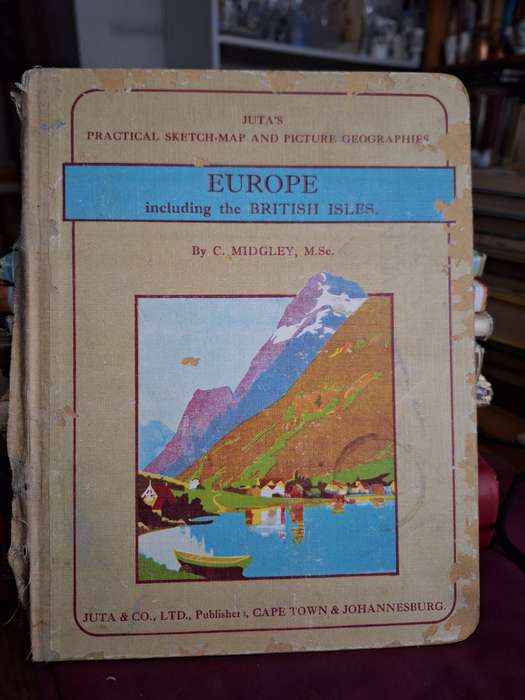 JUTA'S
PRACTICAL SKETCH-MAP AND PICTURE GEOGRAPHIES
EUROPE
including the BRITISH ISLES.
By C. MIDGLEY, M.Sc.
JUTA & CO., LTD., Publishers, CAPE TOWN & JOHANNESBURG.